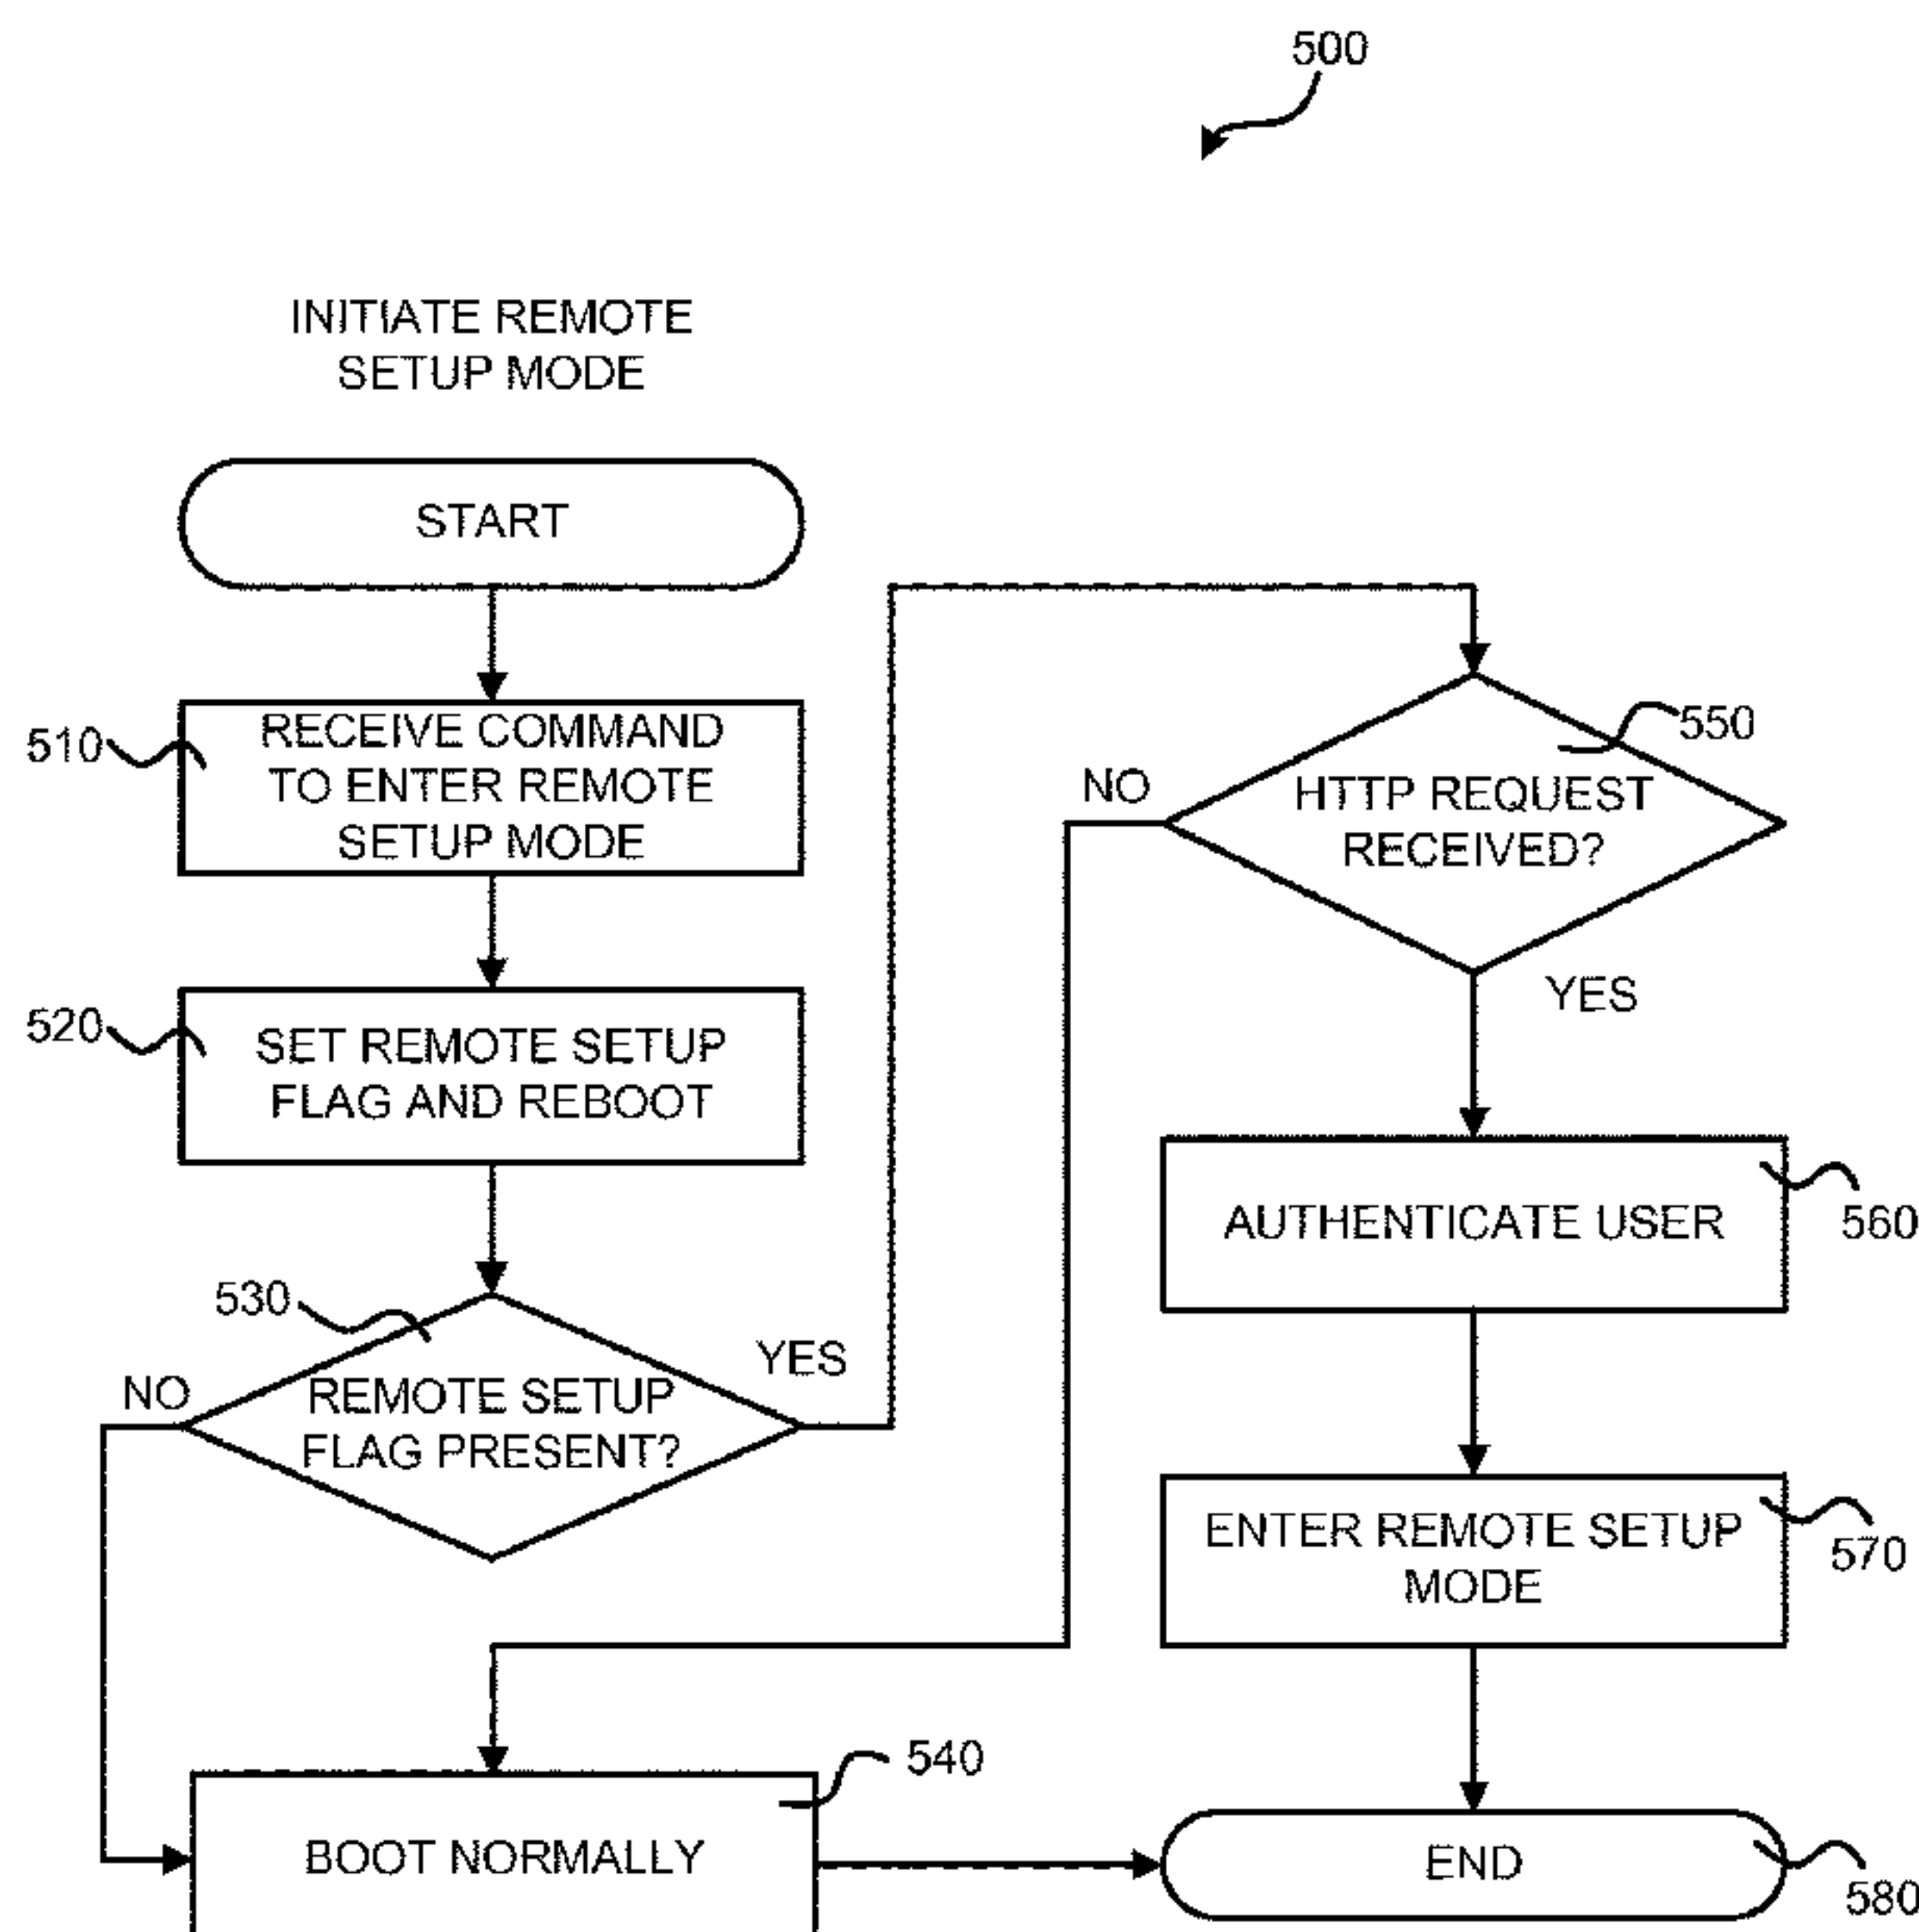 500
INITIATE REMOTE
SETUP MODE
START
510
RECEIVE COMMAND
TO ENTER REMOTE
SETUP MODE
520
SET REMOTE SETUP
FLAG AND REBOOT
530
NO
REMOTE SETUP
FLAG PRESENT?
YES
540
BOOT NORMALLY
550
NO
HTTP REQUEST
RECEIVED?
YES
560
AUTHENTICATE USER
570
ENTER REMOTE SETUP
MODE
END
580